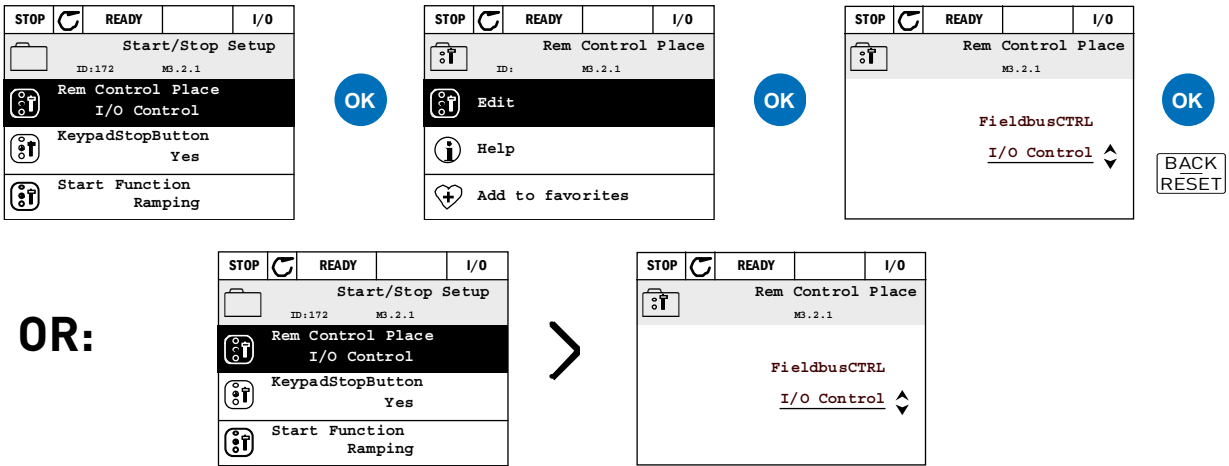 STOP READY I/O
Start/Stop Setup
ID:172 M3.2.1
Rem Control Place
I/O Control
KeypadStopButton
Yes
Start Function
Ramping
OK
STOP READY I/O
Rem Control Place
ID: M3.2.1
Edit
Help
Add to favorites
OK
STOP READY I/O
Rem Control Place
M3.2.1
FieldbusCTRL
I/O Control
OK
BACK
RESET
OR:
STOP READY I/O
Start/Stop Setup
ID:172 M3.2.1
Rem Control Place
I/O Control
KeypadStopButton
Yes
Start Function
Ramping
STOP READY I/O
Rem Control Place
M3.2.1
FieldbusCTRL
I/O Control